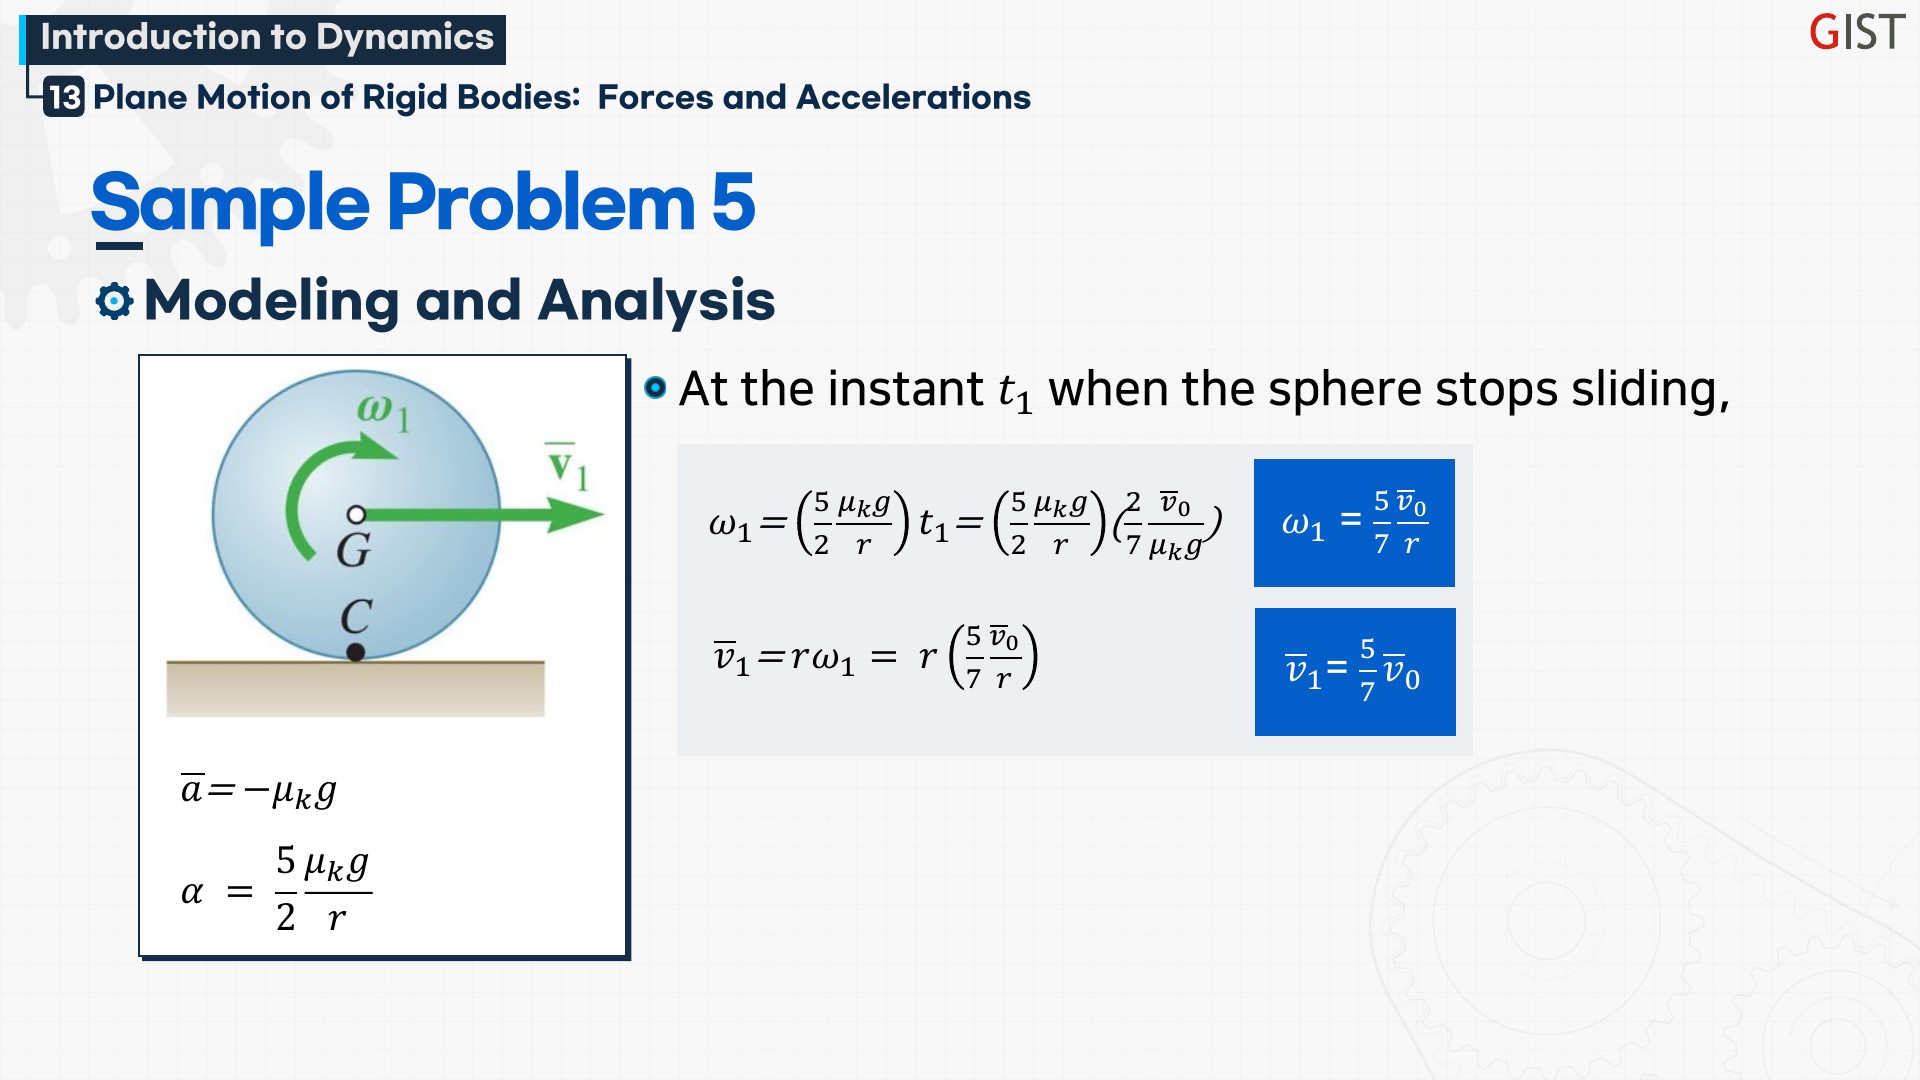 Introduction to Dynamics
GIST
13 Plane Motion of Rigid Bodies: Forces and Accelerations
Sample Problem 5
Modeling and Analysis
At the instant t₁ when the sphere stops sliding,
ω₁
v̅₁
G
C
a̅=−μₖg
α = 5/2 μₖg/r
ω₁=(5/2 μₖg/r) t₁=(5/2 μₖg/r)(2/7 v̅₀/μₖg)
ω₁ = 5/7 v̅₀/r
v̅₁=rω₁ = r(5/7 v̅₀/r)
v̅₁= 5/7 v̅₀